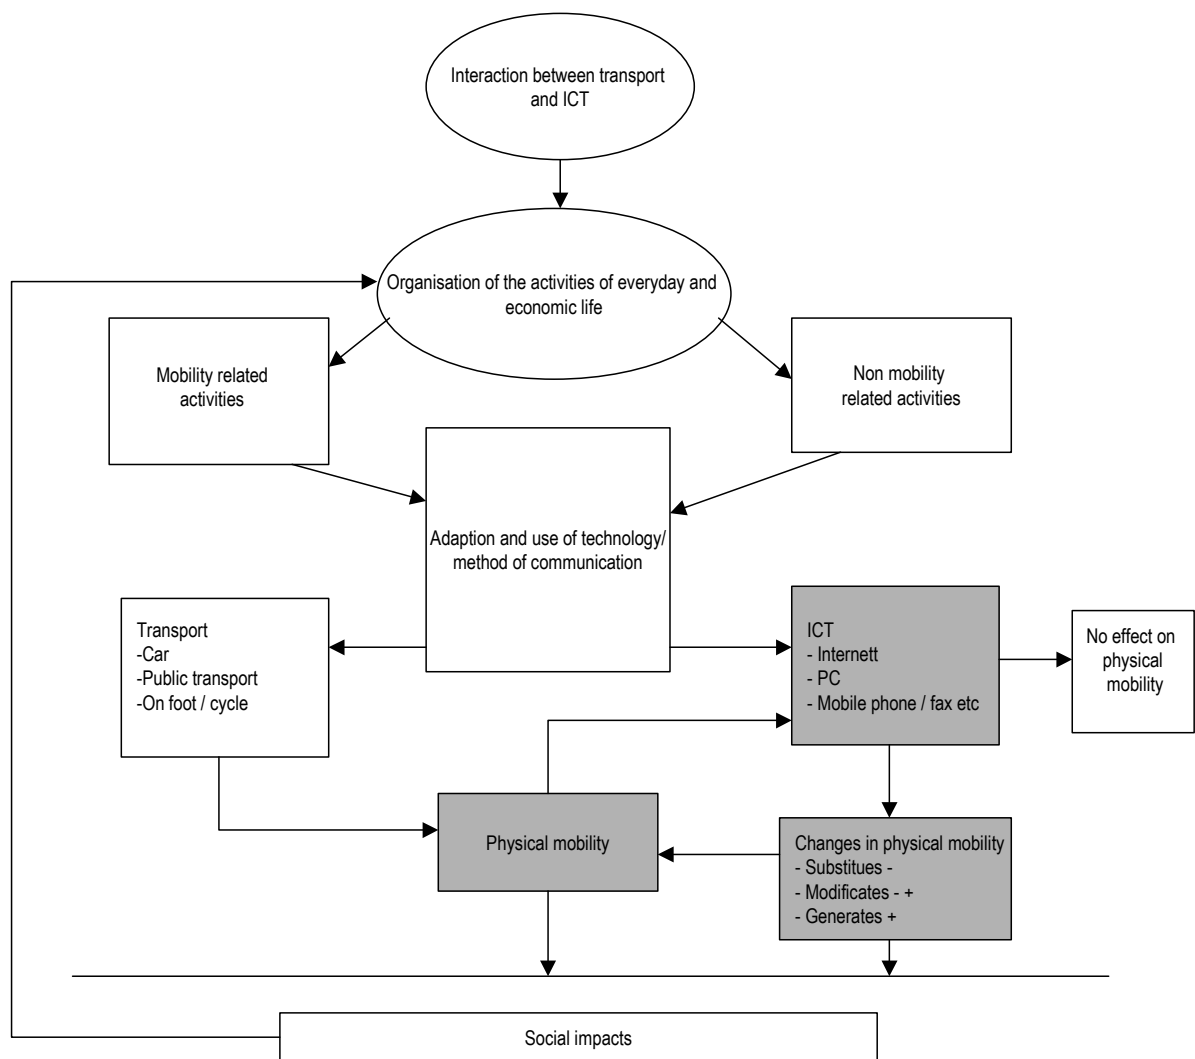 Interaction between transport
and ICT
Organisation of the activities of everyday and
economic life
Mobility related
activities
Non mobility
related activities
Adaption and use of technology/
method of communication
Transport
-Car
-Public transport
-On foot / cycle
ICT
- Internett
- PC
- Mobile phone / fax etc
No effect on
physical
mobility
Physical mobility
Changes in physical mobility
- Substitues -
- Modificates - +
- Generates +
Social impacts